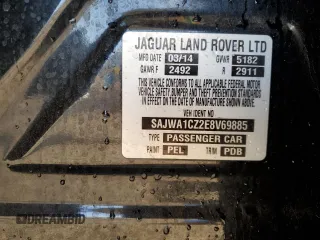 JAGUAR LAND ROVER LTD
MFG DATE 03/14 GVWR 5182
GAWR F 2492 R 2911
THIS VEHICLE CONFORMS TO ALL APPLICABLE FEDERAL MOTOR
VEHICLE SAFETY, BUMPER AND THEFT PREVENTION STANDARDS
IN EFFECT ON THE DATE OF MANUFACTURE SHOWN ABOVE
VEH IDENT NO
SAJWA1CZ2E8V69885
TYPE PASSENGER CAR
PAINT PEL TRIM PDB
DREAMBID